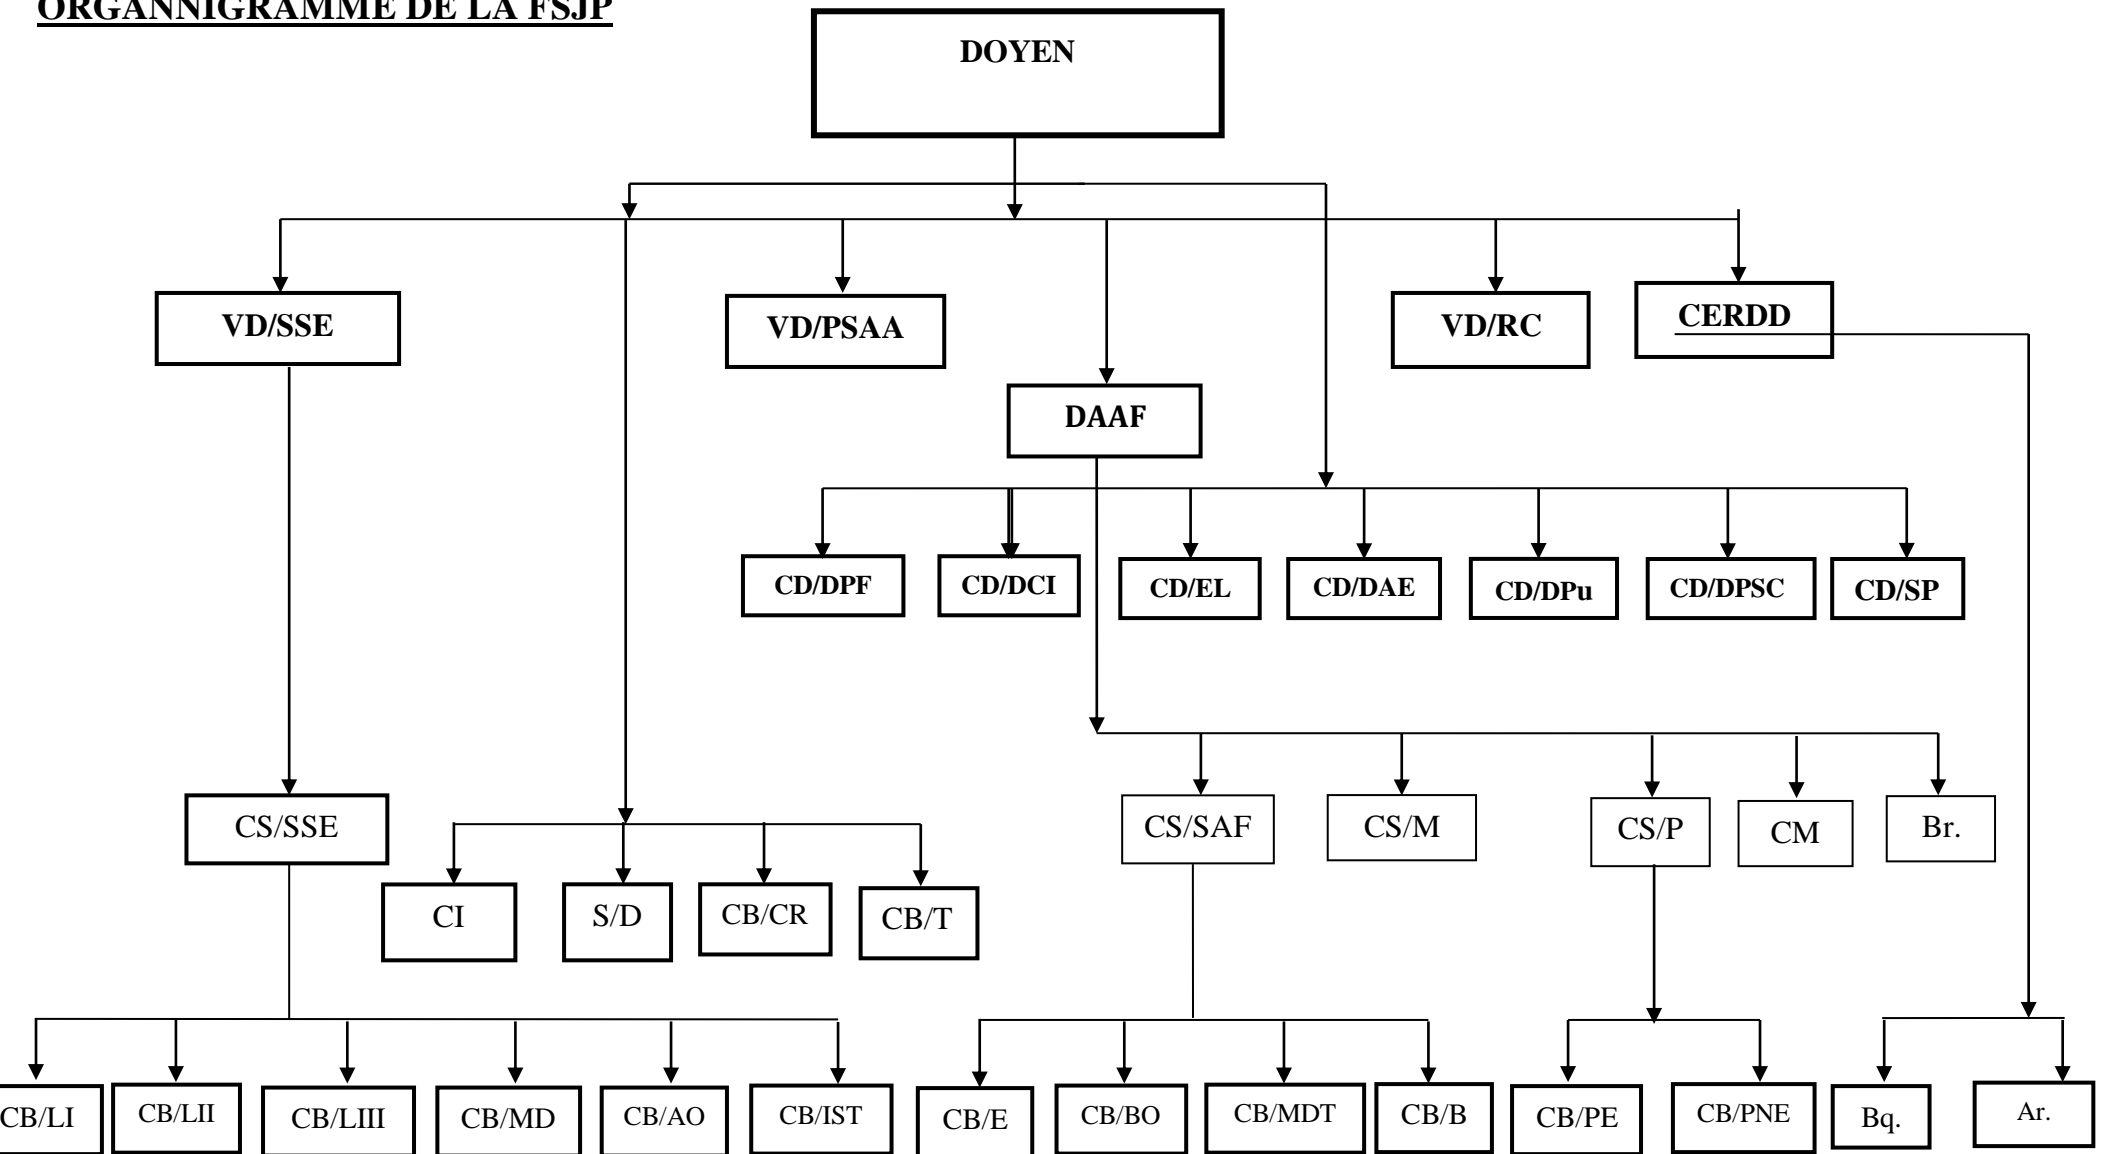 ORGANNIGRAMME DE LA FSJP
DOYEN
VD/SSE
VD/PSAA
VD/RC
CERDD
DAAF
CD/DPF
CD/DCI
CD/EL
CD/DAE
CD/DPu
CD/DPSC
CD/SP
CS/SSE
CS/SAF
CS/M
CS/P
CM
Br.
CI
S/D
CB/CR
CB/T
CB/LI
CB/LII
CB/LIII
CB/MD
CB/AO
CB/IST
CB/E
CB/BO
CB/MDT
CB/B
CB/PE
CB/PNE
Bq.
Ar.